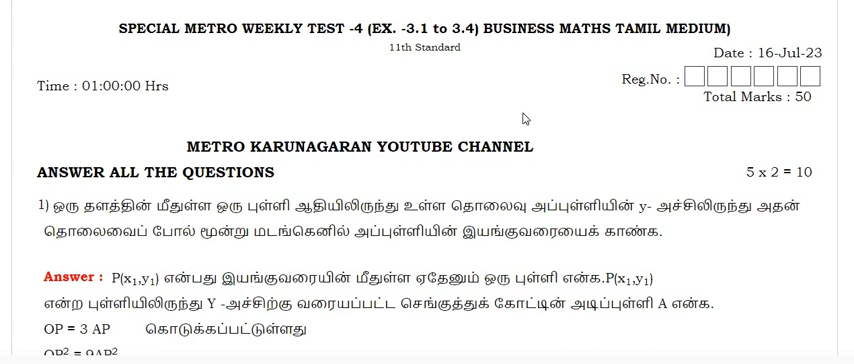 SPECIAL METRO WEEKLY TEST -4 (EX. -3.1 to 3.4) BUSINESS MATHS TAMIL MEDIUM)
11th Standard
Date : 16-Jul-23
Time : 01:00:00 Hrs
Reg.No. :
Total Marks : 50
METRO KARUNAGARAN YOUTUBE CHANNEL
ANSWER ALL THE QUESTIONS 5 x 2 = 10
1) ஒரு தளத்தின் மீதுள்ள ஒரு புள்ளி ஆதியிலிருந்து உள்ள தொலைவு அப்புள்ளியின் y- அச்சிலிருந்து அதன்
தொலைவைப் போல் மூன்று மடங்கெனில் அப்புள்ளியின் இயங்குவரையைக் காண்க.
Answer : P(x₁,y₁) என்பது இயங்குவரையின் மீதுள்ள ஏதேனும் ஒரு புள்ளி என்க.P(x₁,y₁)
என்ற புள்ளியிலிருந்து Y -அச்சிற்கு வரையப்பட்ட செங்குத்துக் கோட்டின் அடிப்புள்ளி A என்க.
OP = 3 AP கொடுக்கப்பட்டுள்ளது
OP² = 9AP²